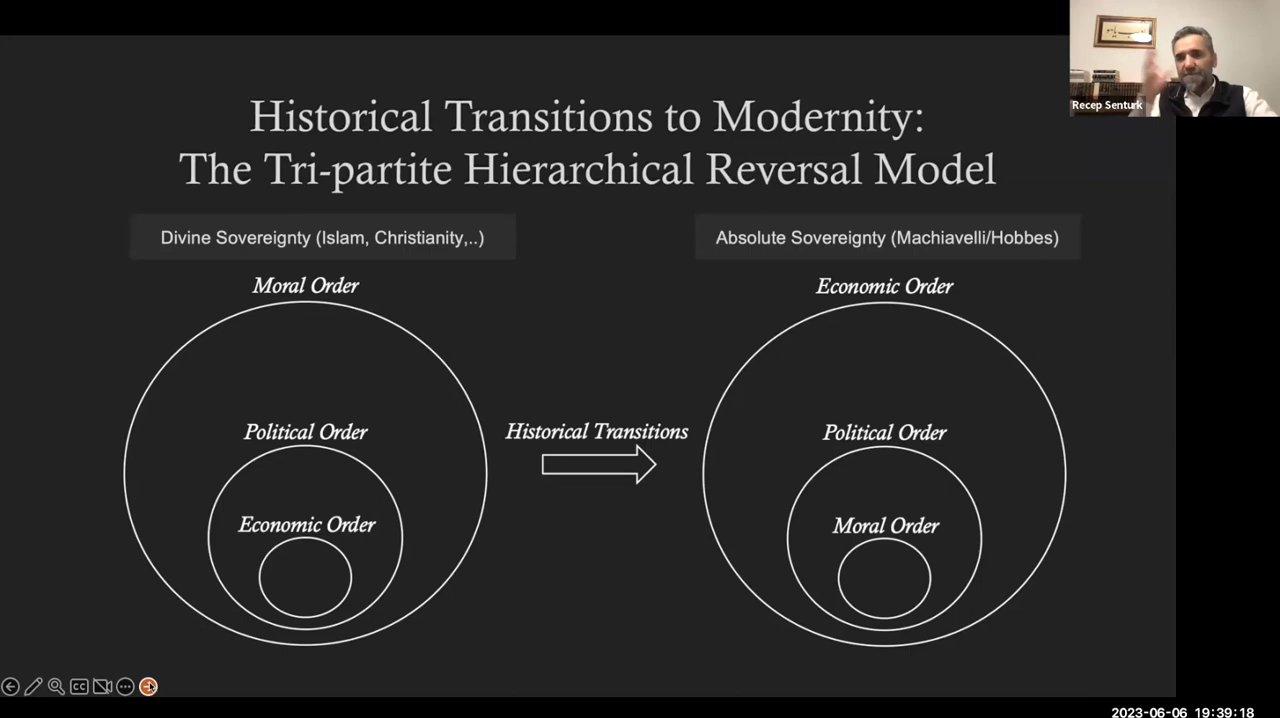 Recep Senturk
Historical Transitions to Modernity:
The Tri-partite Hierarchical Reversal Model
Divine Sovereignty (Islam, Christianity,..)
Absolute Sovereignty (Machiavelli/Hobbes)
Moral Order
Political Order
Economic Order
Historical Transitions
Economic Order
Political Order
Moral Order
CC
2023-06-06 19:39:18